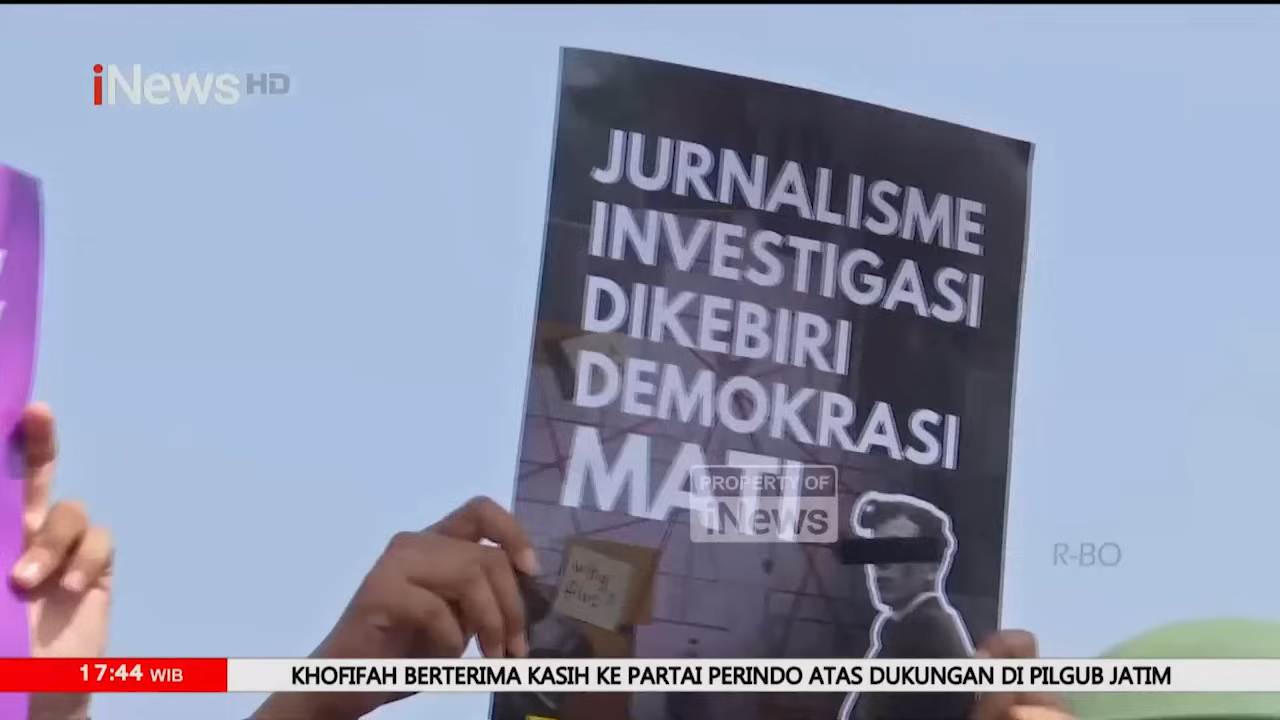 iNews HD
JURNALISME
INVESTIGASI
DIKEBIRI
DEMOKRASI
MATI
PROPERTY OF
iNews
R-BO
17:44 WIB
KHOFIFAH BERTERIMA KASIH KE PARTAI PERINDO ATAS DUKUNGAN DI PILGUB JATIM